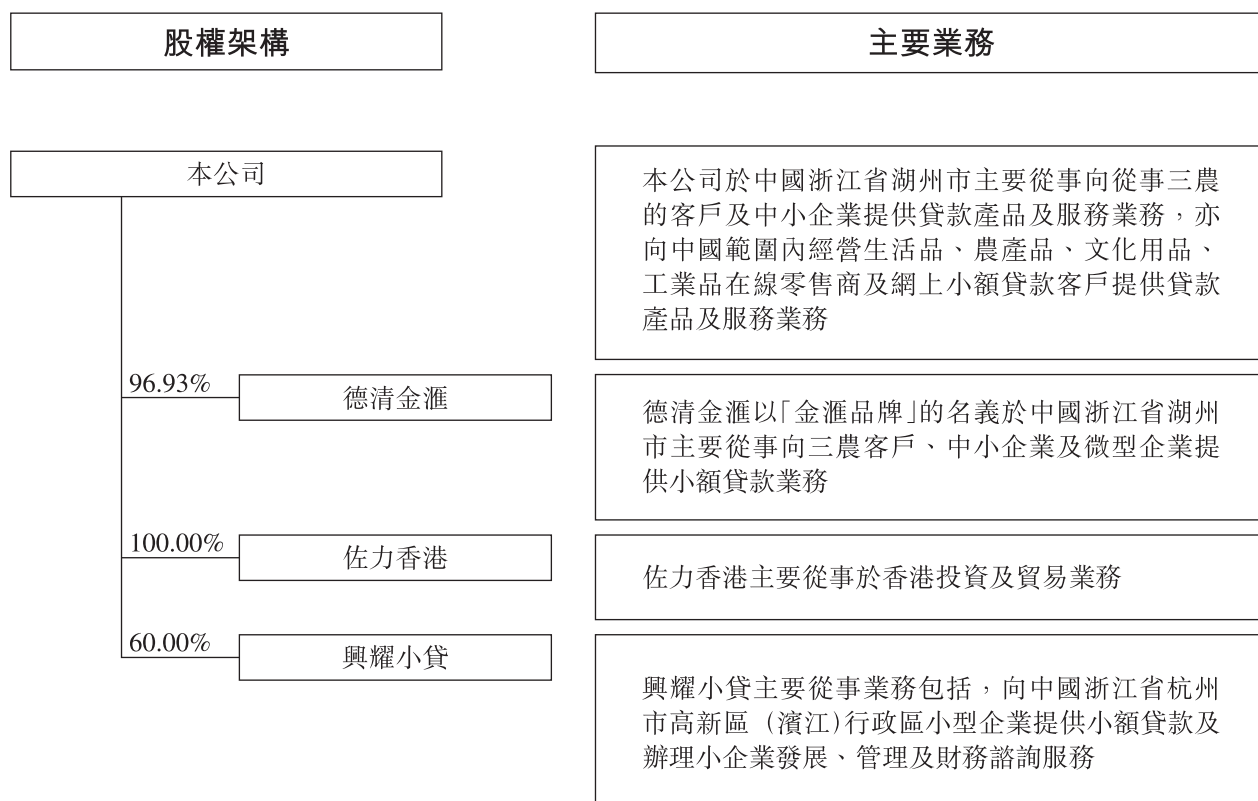 股權架構
主要業務
本公司
本公司於中國浙江省湖州市主要從事向從事三農
的客戶及中小企業提供貸款產品及服務業務，亦
向中國範圍內經營生活品、農產品、文化用品、
工業品在線零售商及網上小額貸款客戶提供貸款
產品及服務業務
96.93%
德清金滙
德清金滙以「金滙品牌」的名義於中國浙江省湖州
市主要從事向三農客戶、中小企業及微型企業提
供小額貸款業務
100.00%
佐力香港
佐力香港主要從事於香港投資及貿易業務
60.00%
興耀小貸
興耀小貸主要從事業務包括，向中國浙江省杭州
市高新區（濱江）行政區小型企業提供小額貸款及
辦理小企業發展、管理及財務諮詢服務